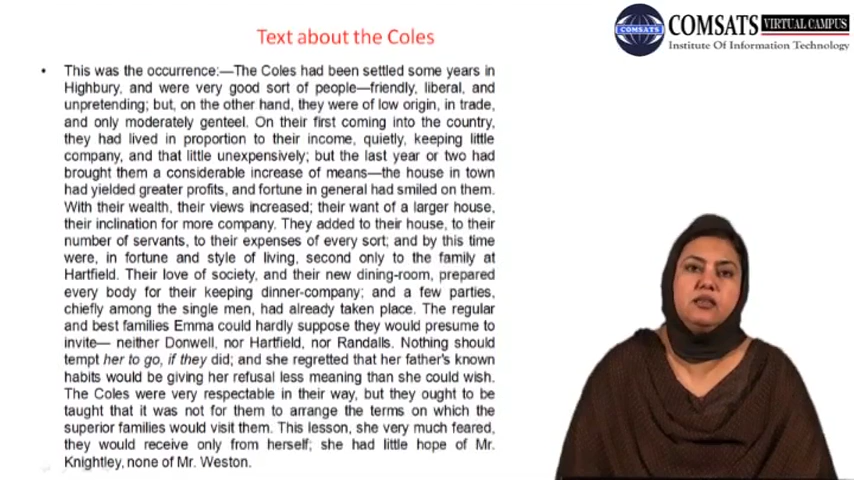 Text about the Coles
COMSATS
COMSATS VIRTUAL CAMPUS
Institute Of Information Technology
• This was the occurrence:—The Coles had been settled some years in
Highbury, and were very good sort of people—friendly, liberal, and
unpretending; but, on the other hand, they were of low origin, in trade,
and only moderately genteel. On their first coming into the country,
they had lived in proportion to their income, quietly, keeping little
company, and that little unexpensively; but the last year or two had
brought them a considerable increase of means—the house in town
had yielded greater profits, and fortune in general had smiled on them.
With their wealth, their views increased; their want of a larger house,
their inclination for more company. They added to their house, to their
number of servants, to their expenses of every sort; and by this time
were, in fortune and style of living, second only to the family at
Hartfield. Their love of society, and their new dining-room, prepared
every body for their keeping dinner-company; and a few parties,
chiefly among the single men, had already taken place. The regular
and best families Emma could hardly suppose they would presume to
invite— neither Donwell, nor Hartfield, nor Randalls. Nothing should
tempt her to go, if they did; and she regretted that her father's known
habits would be giving her refusal less meaning than she could wish.
The Coles were very respectable in their way, but they ought to be
taught that it was not for them to arrange the terms on which the
superior families would visit them. This lesson, she very much feared,
they would receive only from herself; she had little hope of Mr.
Knightley, none of Mr. Weston.